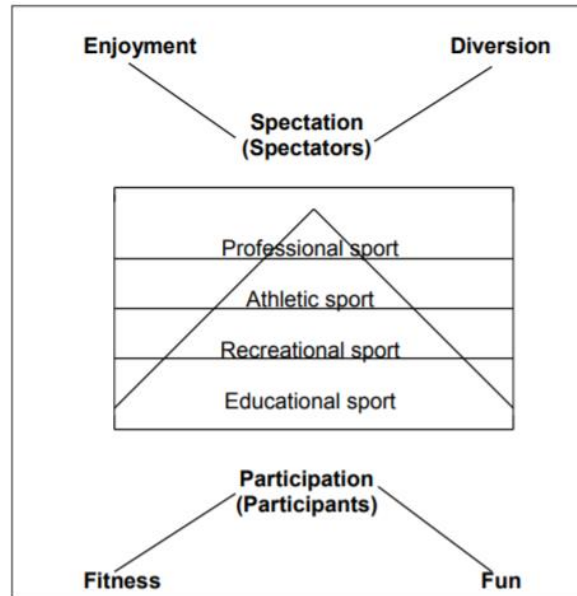 Enjoyment Diversion
Spectation
(Spectators)
Professional sport
Athletic sport
Recreational sport
Educational sport
Participation
(Participants)
Fitness Fun